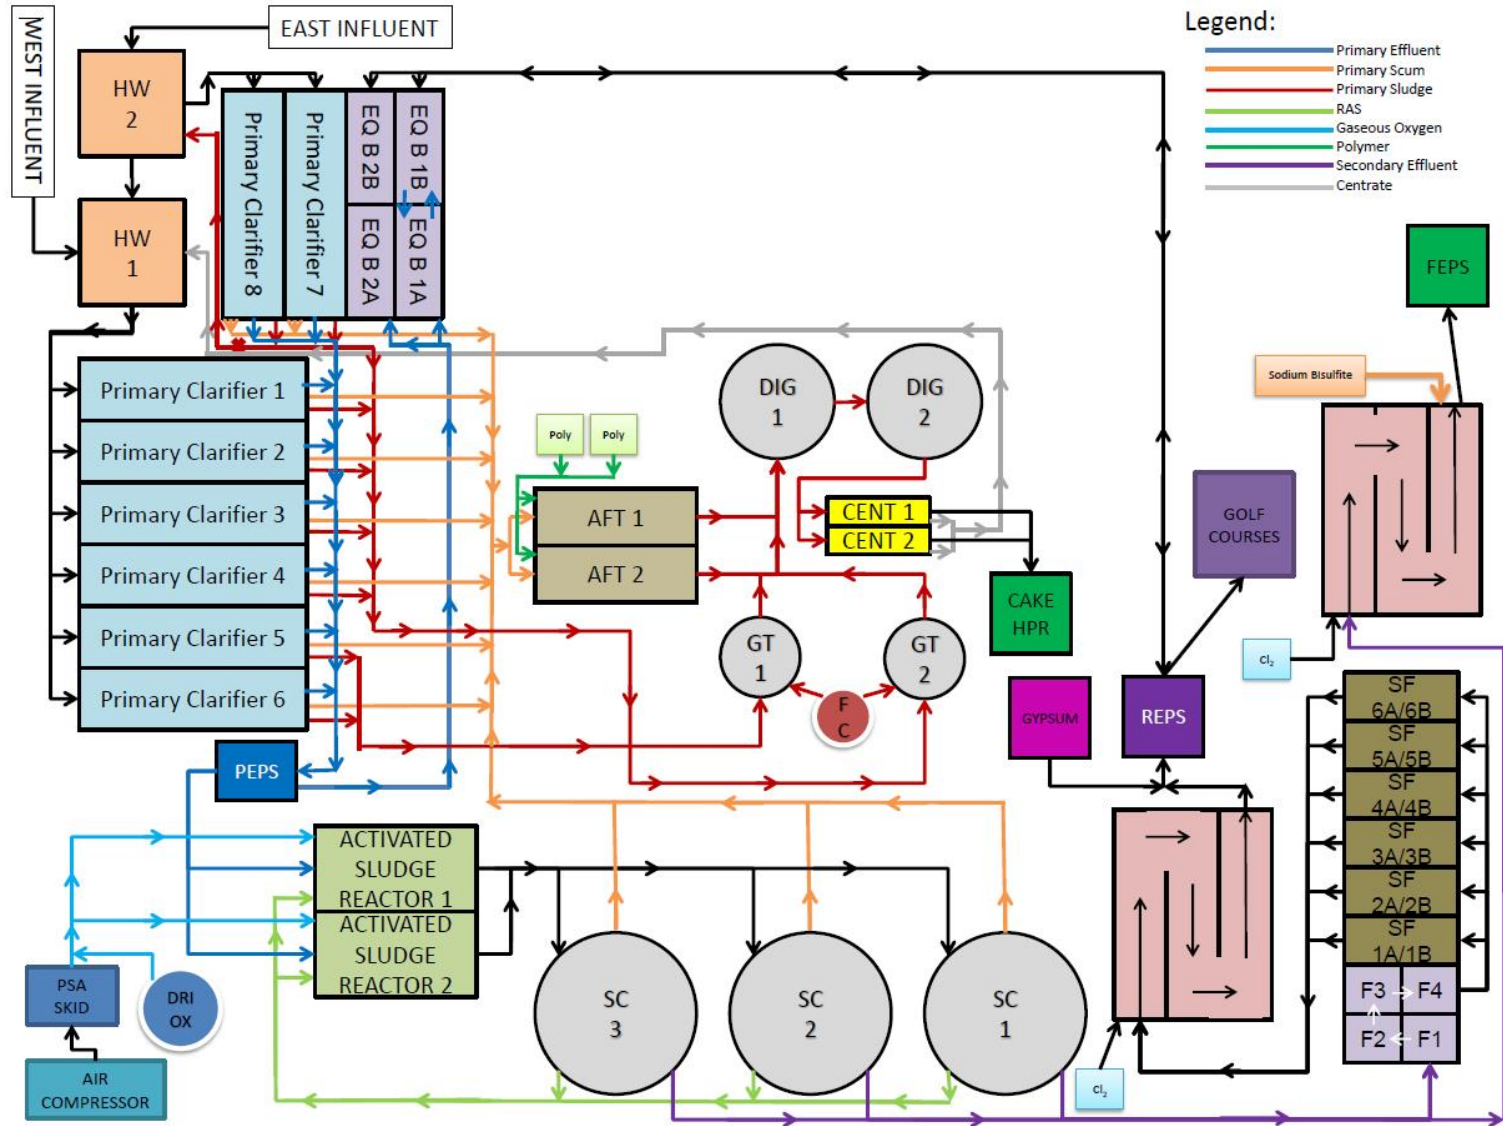 WEST INFLUENT
EAST INFLUENT
Legend:
Primary Effluent
Primary Scum
Primary Sludge
RAS
Gaseous Oxygen
Polymer
Secondary Effluent
Centrate
HW
2
HW
1
Primary Clarifier 8
Primary Clarifier 7
EQ B 2B
EQ B 1B
EQ B 2A
EQ B 1A
FEPS
Sodium Bisulfite
Primary Clarifier 1
Primary Clarifier 2
Primary Clarifier 3
Primary Clarifier 4
Primary Clarifier 5
Primary Clarifier 6
DIG
1
DIG
2
Poly
Poly
AFT 1
AFT 2
CENT 1
CENT 2
CAKE
HPR
GOLF
COURSES
GT
1
GT
2
F
C
GYPSUM
REPS
Cl₂
SF
6A/6B
SF
5A/5B
SF
4A/4B
SF
3A/3B
SF
2A/2B
SF
1A/1B
F3
F4
F2
F1
PEPS
ACTIVATED
SLUDGE
REACTOR 1
ACTIVATED
SLUDGE
REACTOR 2
PSA
SKID
DRI
OX
AIR
COMPRESSOR
SC
3
SC
2
SC
1
Cl₂